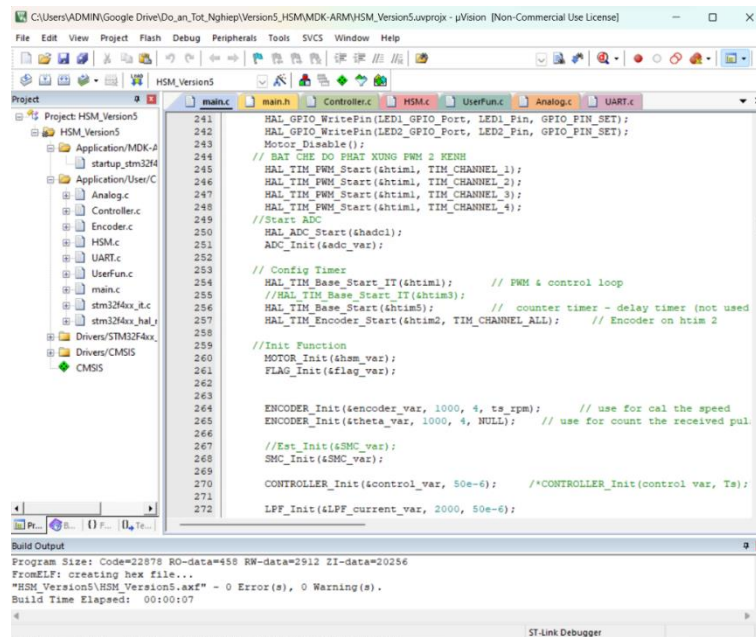 C:\Users\ADMIN\Google Drive\Do_an_Tot_Nghiep\Version5_HSM\MDK-ARM\HSM_Version5.uvprojx - µVision [Non-Commercial Use License]
File Edit View Project Flash Debug Peripherals Tools SVCS Window Help
HSM_Version5
Project
Project: HSM_Version5
HSM_Version5
Application/MDK-A
startup_stm32f4
Application/User/C
Analog.c
Controller.c
Encoder.c
HSM.c
UART.c
UserFun.c
main.c
stm32f4xx_it.c
stm32f4xx_hal_r
Drivers/STM32F4xx_
Drivers/CMSIS
CMSIS
Pr... B... {} F... 0 Te...
main.c main.h Controller.c HSM.c UserFun.c Analog.c UART.c
241 HAL_GPIO_WritePin(LED1_GPIO_Port, LED1_Pin, GPIO_PIN_SET);
242 HAL_GPIO_WritePin(LED2_GPIO_Port, LED2_Pin, GPIO_PIN_SET);
243 Motor_Disable();
244 // BAT CHE DO PHAT XUNG PWM 2 KENH
245 HAL_TIM_PWM_Start(&htim1, TIM_CHANNEL_1);
246 HAL_TIM_PWM_Start(&htim1, TIM_CHANNEL_2);
247 HAL_TIM_PWM_Start(&htim1, TIM_CHANNEL_3);
248 HAL_TIM_PWM_Start(&htim1, TIM_CHANNEL_4);
249 //Start ADC
250 HAL_ADC_Start(&hadc1);
251 ADC_Init(&adc_var);
252
253 // Config Timer
254 HAL_TIM_Base_Start_IT(&htim1); // PWM & control loop
255 //HAL_TIM_Base_Start_IT(&htim3);
256 HAL_TIM_Base_Start(&htim5); // counter timer - delay timer (not used
257 HAL_TIM_Encoder_Start(&htim2, TIM_CHANNEL_ALL); // Encoder on htim 2
258
259 //Init Function
260 MOTOR_Init(&hsm_var);
261 FLAG_Init(&flag_var);
262
263
264 ENCODER_Init(&encoder_var, 1000, 4, ts_rpm); // use for cal the speed
265 ENCODER_Init(&theta_var, 1000, 4, NULL); // use for count the received pul
266
267 //Est_Init(&SMC_var);
268 SMC_Init(&SMC_var);
269
270 CONTROLLER_Init(&control_var, 50e-6); /*CONTROLLER_Init(control var, Ts);
271
272 LPF_Init(&LPF_current_var, 2000, 50e-6);
Build Output
Program Size: Code=22878 RO-data=458 RW-data=2912 ZI-data=20256
FromELF: creating hex file...
"HSM_Version5\HSM_Version5.axf" - 0 Error(s), 0 Warning(s).
Build Time Elapsed: 00:00:07
ST-Link Debugger